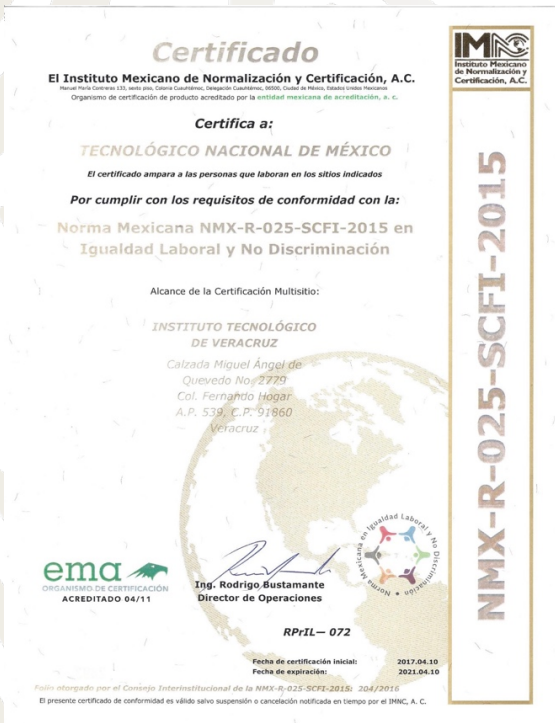 Certificado
El Instituto Mexicano de Normalización y Certificación, A.C.
Manuel María Contreras 133, sexto piso, Colonia Cuauhtémoc, Delegación Cuauhtémoc, 06500, Ciudad de México, Estados Unidos Mexicanos
Organismo de certificación de producto acreditado por la entidad mexicana de acreditación, a. c.
IMNC
Instituto Mexicano
de Normalización y
Certificación, A.C.
Certifica a:
TECNOLÓGICO NACIONAL DE MÉXICO
El certificado ampara a las personas que laboran en los sitios indicados
Por cumplir con los requisitos de conformidad con la:
Norma Mexicana NMX-R-025-SCFI-2015 en
Igualdad Laboral y No Discriminación
Alcance de la Certificación Multisitio:
INSTITUTO TECNOLÓGICO
DE VERACRUZ
Calzada Miguel Ángel de
Quevedo No. 2779
Col. Fernando Hogar
A.P. 539, C.P. 91860
Veracruz
NMX-R-025-SCFI-2015
ema
ORGANISMO DE CERTIFICACIÓN
ACREDITADO 04/11
Ing. Rodrigo Bustamante
Director de Operaciones
Norma Mexicana en Igualdad Laboral y No Discriminación
RPrIL— 072
Fecha de certificación inicial: 2017.04.10
Fecha de expiración: 2021.04.10
Folio otorgado por el Consejo Interinstitucional de la NMX-R-025-SCFI-2015: 204/2016
El presente certificado de conformidad es válido salvo suspensión o cancelación notificada en tiempo por el IMNC, A. C.